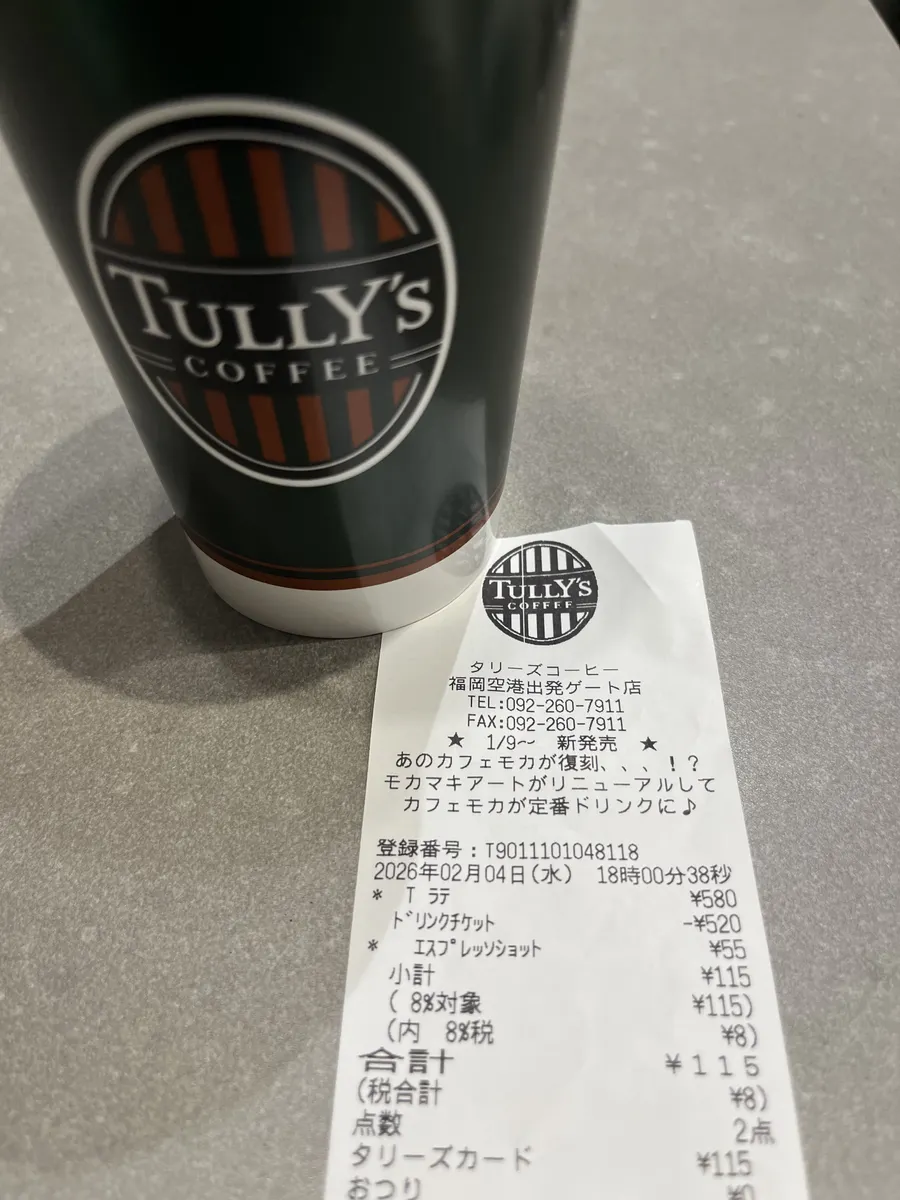 TULLY'S
COFFEE
TULLY'S
COFFEE
タリーズコーヒー
福岡空港出発ゲート店
TEL:092-260-7911
FAX:092-260-7911
★ 1/9〜 新発売 ★
あのカフェモカが復刻、、、!?
モカマキアートがリニューアルして
カフェモカが定番ドリンクに♪
登録番号:T9011101048118
2026年02月04日(水) 18時00分38秒
* T ラテ ¥580
ドリンクチケット -¥520
* エスプレッソショット ¥55
小計 ¥115
( 8%対象 ¥115)
(内 8%税 ¥8)
合計 ¥115
(税合計 ¥8)
点数 2点
タリーズカード ¥115
おつり ¥0